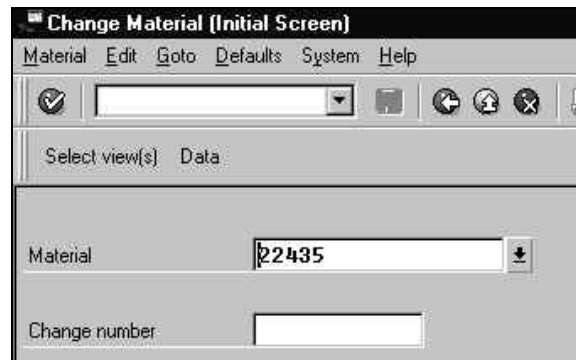 Change Material (Initial Screen)
Material Edit Goto Defaults System Help
Select view(s) Data
Material 22435
Change number